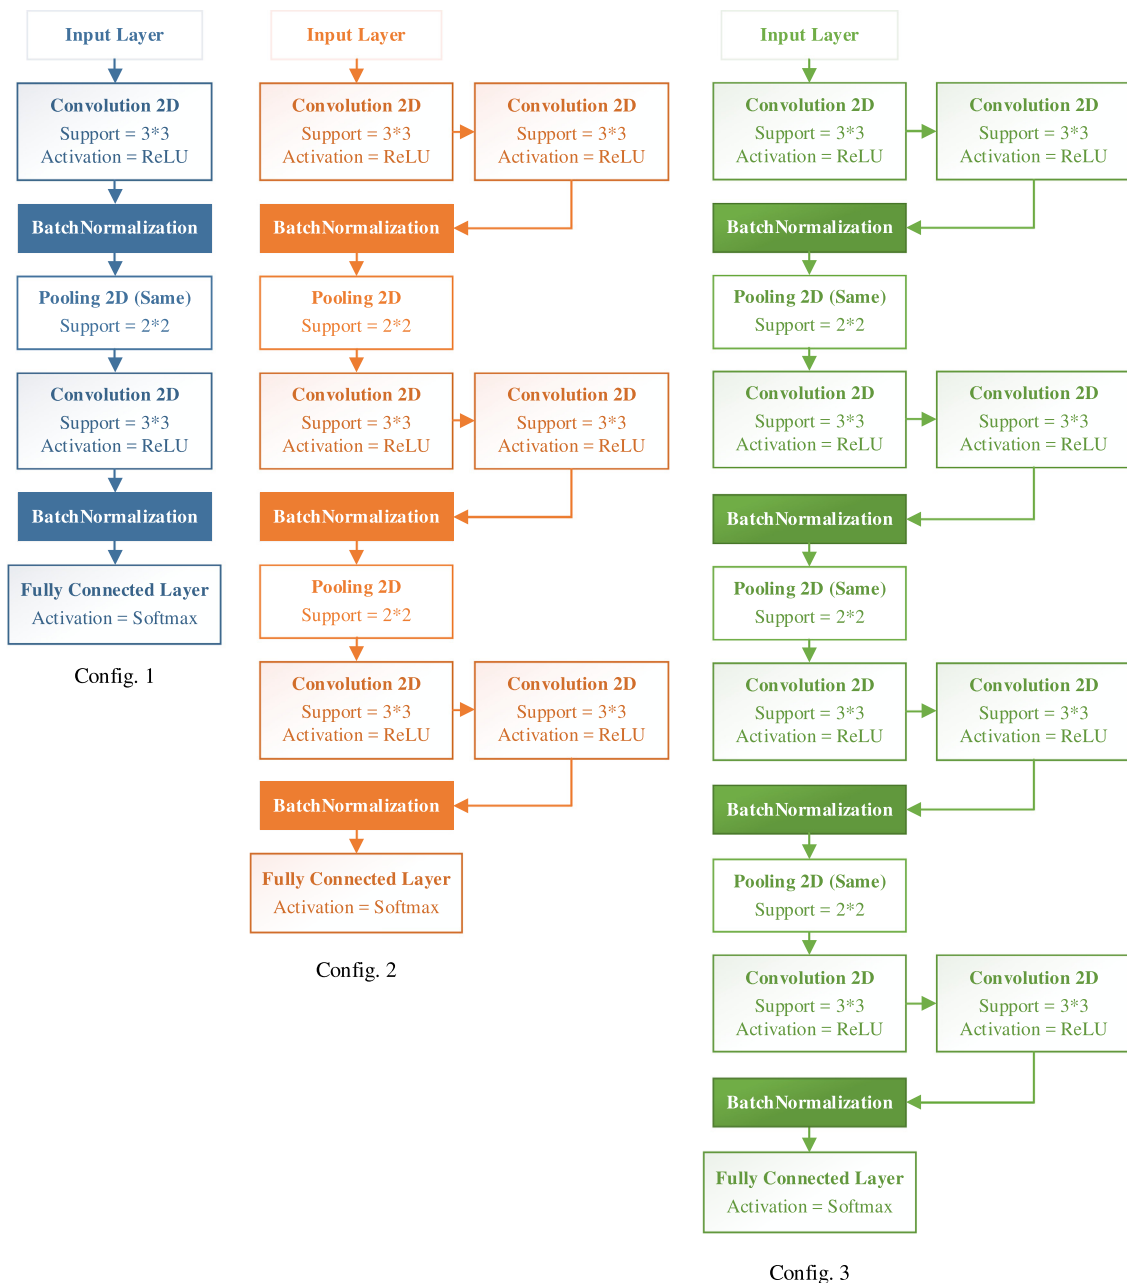 Input Layer
Convolution 2D
Support = 3*3
Activation = ReLU
BatchNormalization
Pooling 2D (Same)
Support = 2*2
Convolution 2D
Support = 3*3
Activation = ReLU
BatchNormalization
Fully Connected Layer
Activation = Softmax
Config. 1
Input Layer
Convolution 2D
Support = 3*3
Activation = ReLU
Convolution 2D
Support = 3*3
Activation = ReLU
BatchNormalization
Pooling 2D
Support = 2*2
Convolution 2D
Support = 3*3
Activation = ReLU
Convolution 2D
Support = 3*3
Activation = ReLU
BatchNormalization
Pooling 2D
Support = 2*2
Convolution 2D
Support = 3*3
Activation = ReLU
Convolution 2D
Support = 3*3
Activation = ReLU
BatchNormalization
Fully Connected Layer
Activation = Softmax
Config. 2
Input Layer
Convolution 2D
Support = 3*3
Activation = ReLU
Convolution 2D
Support = 3*3
Activation = ReLU
BatchNormalization
Pooling 2D (Same)
Support = 2*2
Convolution 2D
Support = 3*3
Activation = ReLU
Convolution 2D
Support = 3*3
Activation = ReLU
BatchNormalization
Pooling 2D (Same)
Support = 2*2
Convolution 2D
Support = 3*3
Activation = ReLU
Convolution 2D
Support = 3*3
Activation = ReLU
BatchNormalization
Pooling 2D (Same)
Support = 2*2
Convolution 2D
Support = 3*3
Activation = ReLU
Convolution 2D
Support = 3*3
Activation = ReLU
BatchNormalization
Fully Connected Layer
Activation = Softmax
Config. 3